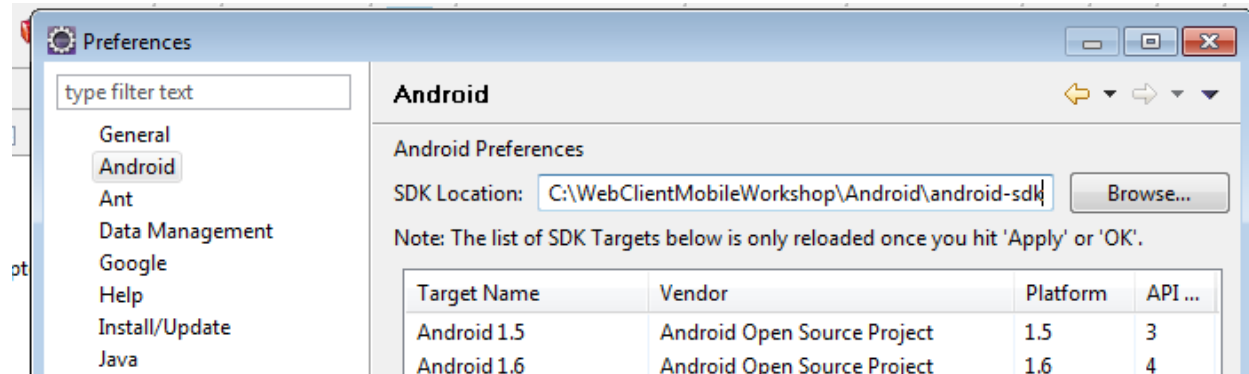 Preferences
type filter text
General
Android
Ant
Data Management
Google
Help
Install/Update
Java
Android
Android Preferences
SDK Location: C:\WebClientMobileWorkshop\Android\android-sdk Browse...
Note: The list of SDK Targets below is only reloaded once you hit 'Apply' or 'OK'.
Target Name Vendor Platform API ...
Android 1.5 Android Open Source Project 1.5 3
Android 1.6 Android Open Source Project 1.6 4